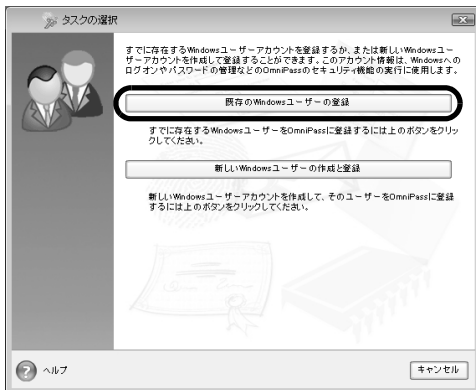 タスクの選択
すでに存在するWindowsユーザーアカウントを登録するか、または新しいWindowsユー
ザーアカウントを作成して登録することができます。このアカウント情報は、Windowsへの
ログオンやパスワードの管理などのOmniPassのセキュリティ機能の実行に使用します。
既存のWindowsユーザーの登録
すでに存在するWindowsユーザーをOmniPassに登録するには上のボタンをクリッ
クしてください。
新しいWindowsユーザーの作成と登録
新しいWindowsユーザーアカウントを作成して、そのユーザーをOmniPassに登録
するには上のボタンをクリックしてください。
ヘルプ
キャンセル